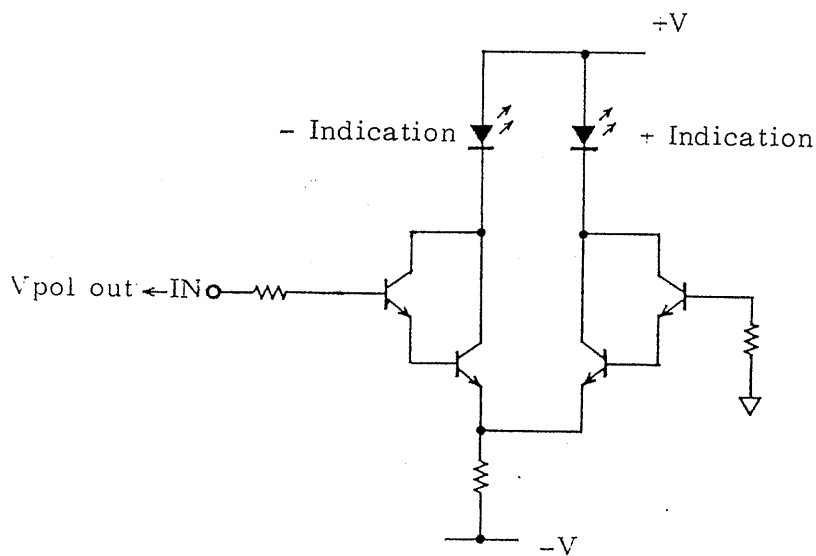 +V
- Indication
+ Indication
Vpol out ←IN
-V